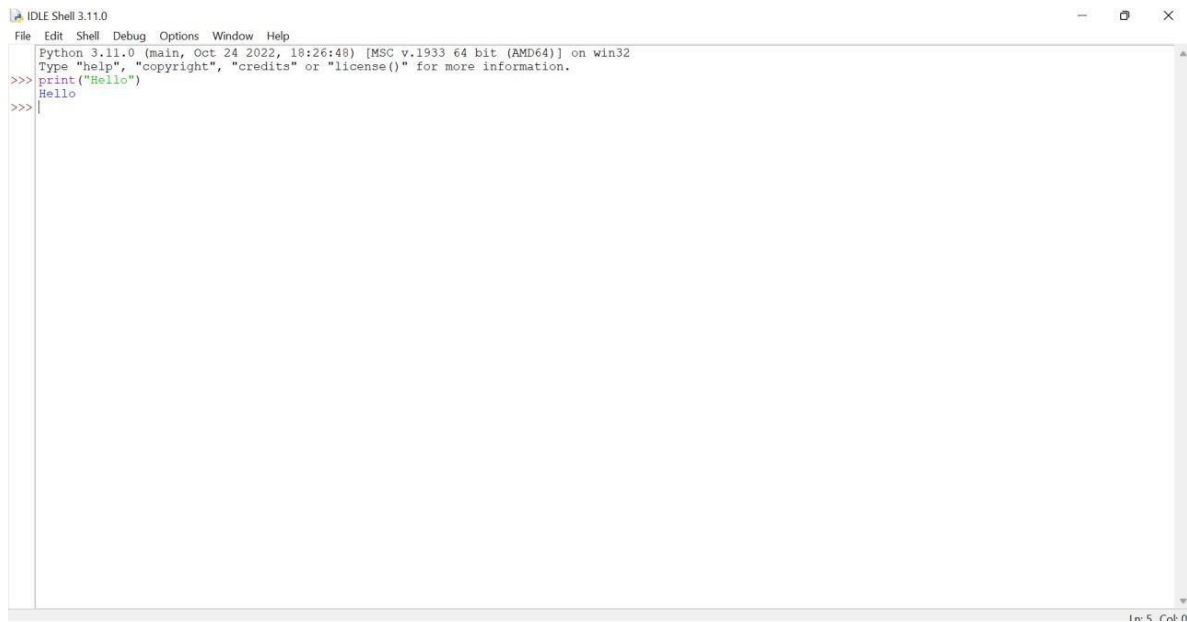 IDLE Shell 3.11.0
File Edit Shell Debug Options Window Help
Python 3.11.0 (main, Oct 24 2022, 18:26:48) [MSC v.1933 64 bit (AMD64)] on win32
Type "help", "copyright", "credits" or "license()" for more information.
>>> print("Hello")
Hello
>>>
Ln: 5 Col: 0